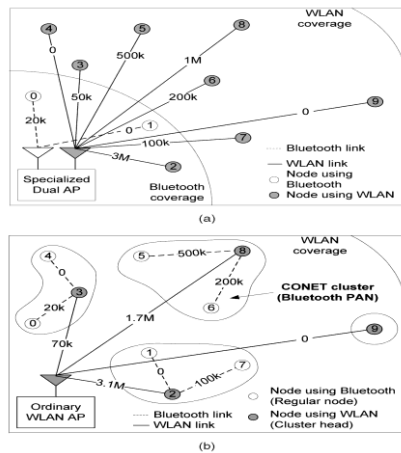 WLAN
coverage
4
5
8
0
500k
1M
3
6
0
50k
200k
9
20k
0
1
0
7
100k
3M
2
Bluetooth link
WLAN link
Node using
Bluetooth
Node using WLAN
Specialized
Dual AP
Bluetooth
coverage
(a)
WLAN
coverage
4
5
500k
8
0
3
200k
20k
6
0
CONET cluster
(Bluetooth PAN)
1.7M
0
9
70k
1
7
0
100k
3.1M
2
Ordinary
WLAN AP
Bluetooth link
WLAN link
Node using Bluetooth
(Regular node)
Node using WLAN
(Cluster head)
(b)